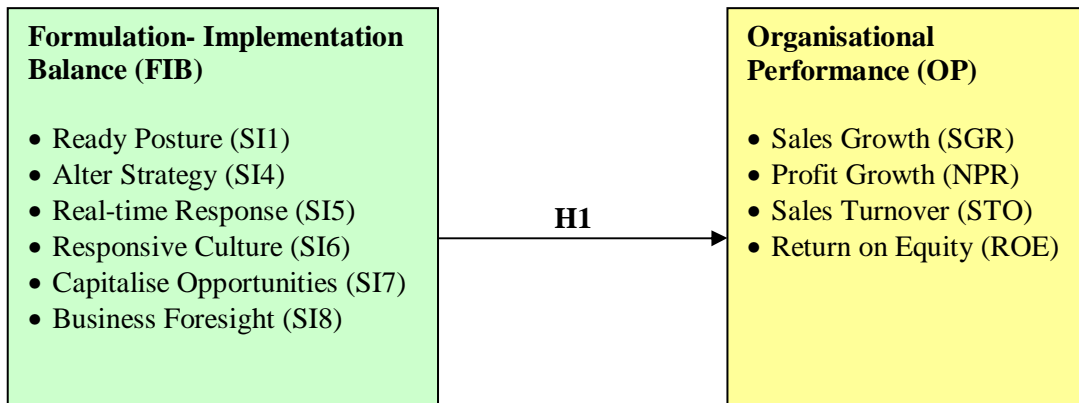 Formulation- Implementation
Balance (FIB)
• Ready Posture (SI1)
• Alter Strategy (SI4)
• Real-time Response (SI5)
• Responsive Culture (SI6)
• Capitalise Opportunities (SI7)
• Business Foresight (SI8)
H1
Organisational
Performance (OP)
• Sales Growth (SGR)
• Profit Growth (NPR)
• Sales Turnover (STO)
• Return on Equity (ROE)